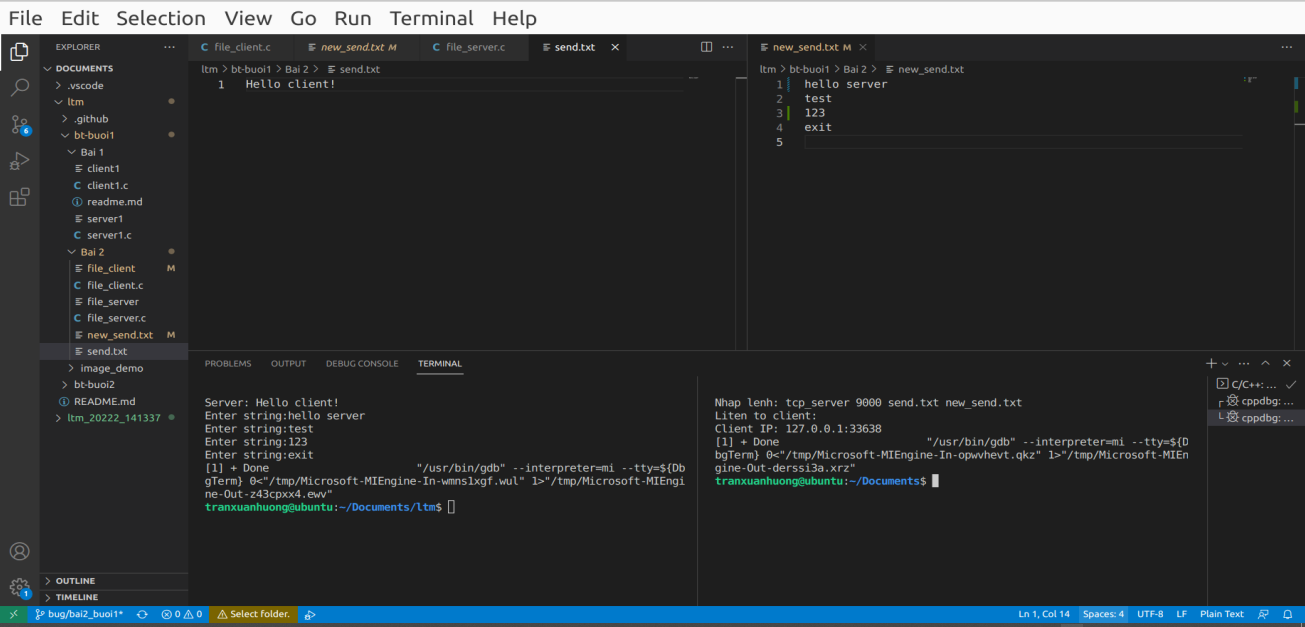 File Edit Selection View Go Run Terminal Help
EXPLORER
DOCUMENTS
.vscode
ltm
.github
bt-buoi1
Bai 1
client1
C client1.c
readme.md
server1
C server1.c
Bai 2
file_client M
C file_client.c
file_server
C file_server.c
new_send.txt M
send.txt
image_demo
bt-buoi2
README.md
ltm_20222_141337
OUTLINE
TIMELINE
6
1
C file_client.c
new_send.txt M
C file_server.c
send.txt
ltm > bt-buoi1 > Bai 2 > send.txt
1 Hello client!
new_send.txt M
ltm > bt-buoi1 > Bai 2 > new_send.txt
1 hello server
2 test
3 123
4 exit
5
PROBLEMS OUTPUT DEBUG CONSOLE TERMINAL
Server: Hello client!
Enter string:hello server
Enter string:test
Enter string:123
Enter string:exit
[1] + Done "/usr/bin/gdb" --interpreter=mi --tty=${Db
gTerm} 0<"/tmp/Microsoft-MIEngine-In-wmns1xgf.wul" 1>"/tmp/Microsoft-MIEngi
ne-Out-z43cpxx4.ewv"
tranxuanhuong@ubuntu:~/Documents/ltm$
Nhap lenh: tcp_server 9000 send.txt new_send.txt
Liten to client:
Client IP: 127.0.0.1:33638
[1] + Done "/usr/bin/gdb" --interpreter=mi --tty=${D
bgTerm} 0<"/tmp/Microsoft-MIEngine-In-opwvhevt.qkz" 1>"/tmp/Microsoft-MIEn
gine-Out-derssi3a.xrz"
tranxuanhuong@ubuntu:~/Documents$
C/C++: ...
cppdbg: ...
cppdbg: ...
bug/bai2_buoi1* 0 0 Select folder. Ln 1, Col 14 Spaces: 4 UTF-8 LF Plain Text